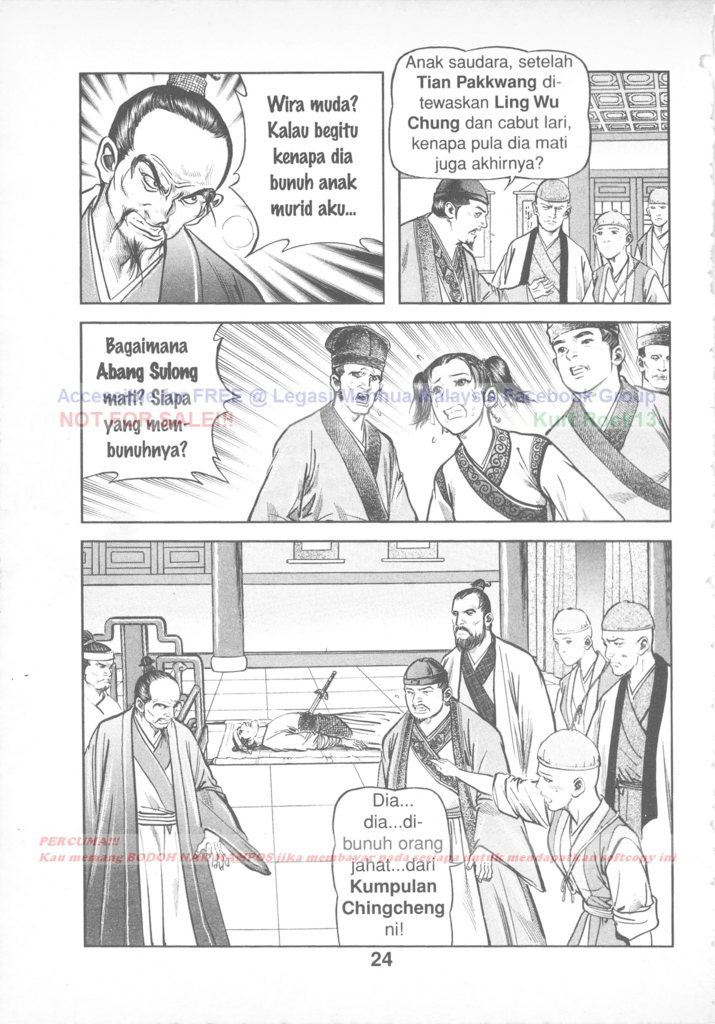 Wira muda?
Kalau begitu
kenapa dia
bunuh anak
murid aku...
Anak saudara, setelah
Tian Pakkwang di-
tewaskan Ling Wu
Chung dan cabut lari,
kenapa pula dia mati
juga akhirnya?
Bagaimana
Abang Sulong
mati? Siapa
yang mem-
bunuhnya?
FREE @ Legasi Manhua Malaysia Facebook Group
NOT FOR SALE!!!
Dia...
dia...di-
bunuh orang
jahat...dari
Kumpulan
Chingcheng
ni!
PERCUMA!!!
Kau memang BODOH NAK MAMPOS jika membayar pada sesiapa untuk mendapatkan softcopy ini
24